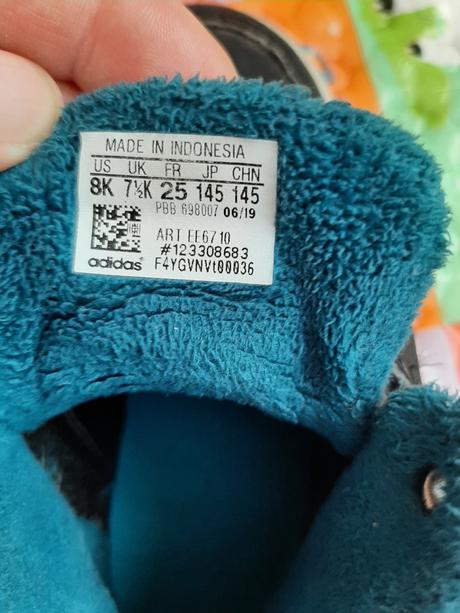 MADE IN INDONESIA
US UK FR JP CHN
8K 7½K 25 145 145
PBB 698007 06/19
ART EE6710
#123308683
adidas® F4YGVNVt00036